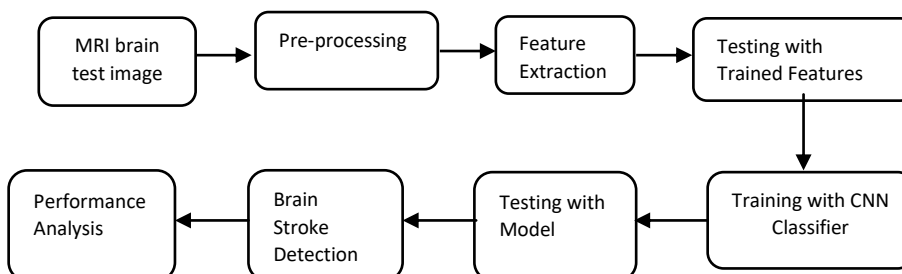 MRI brain
test image
Pre-processing
Feature
Extraction
Testing with
Trained Features
Training with CNN
Classifier
Testing with
Model
Brain
Stroke
Detection
Performance
Analysis